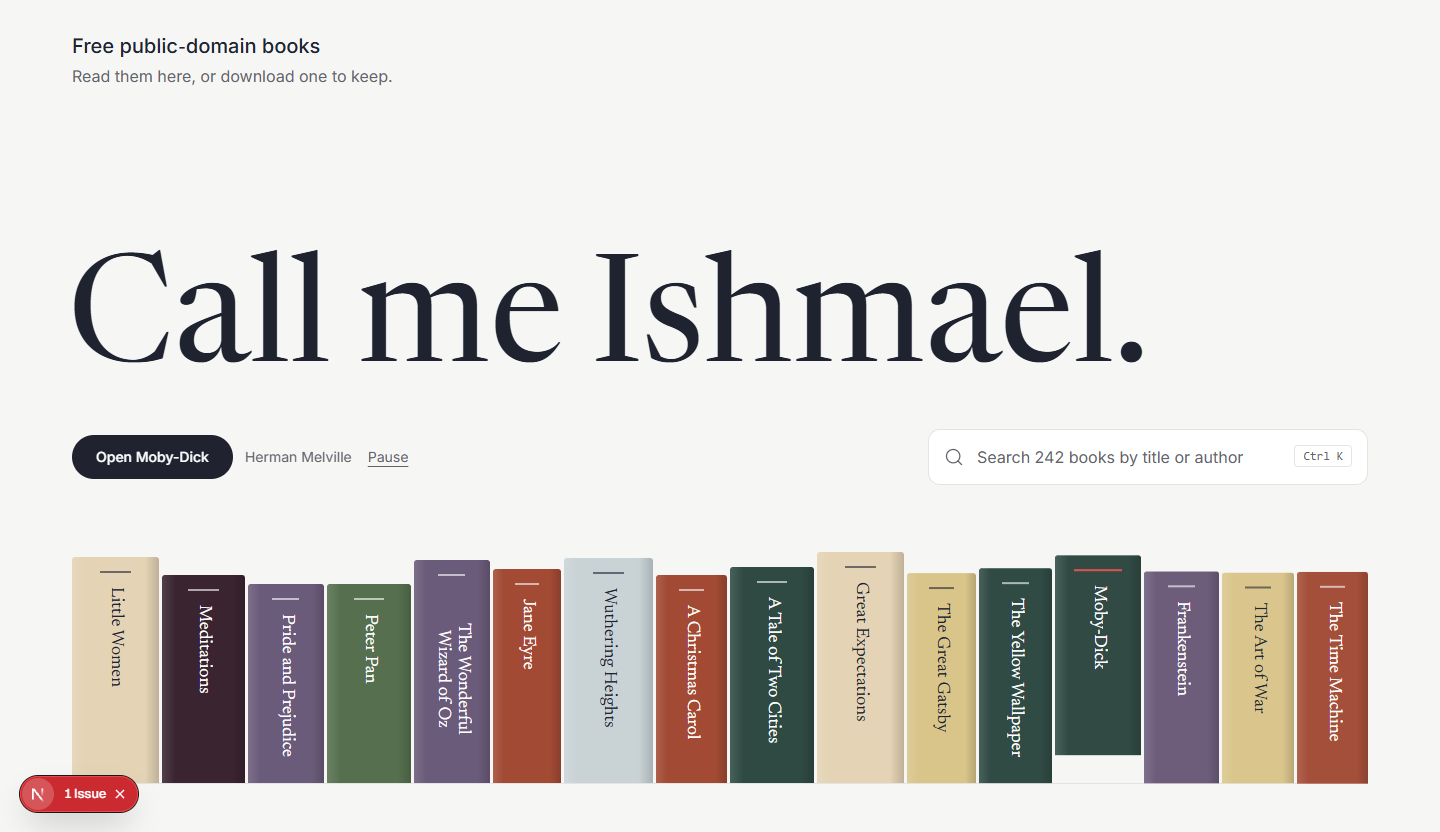 Free public-domain books
Read them here, or download one to keep.
Call me Ishmael.
Open Moby-Dick
Herman Melville
Pause
Search 242 books by title or author
Ctrl K
Little Women
Meditations
Pride and Prejudice
Peter Pan
The Wonderful
Wizard of Oz
Jane Eyre
Wuthering Heights
A Christmas Carol
A Tale of Two Cities
Great Expectations
The Great Gatsby
The Yellow Wallpaper
Moby-Dick
Frankenstein
The Art of War
The Time Machine
N
1 Issue